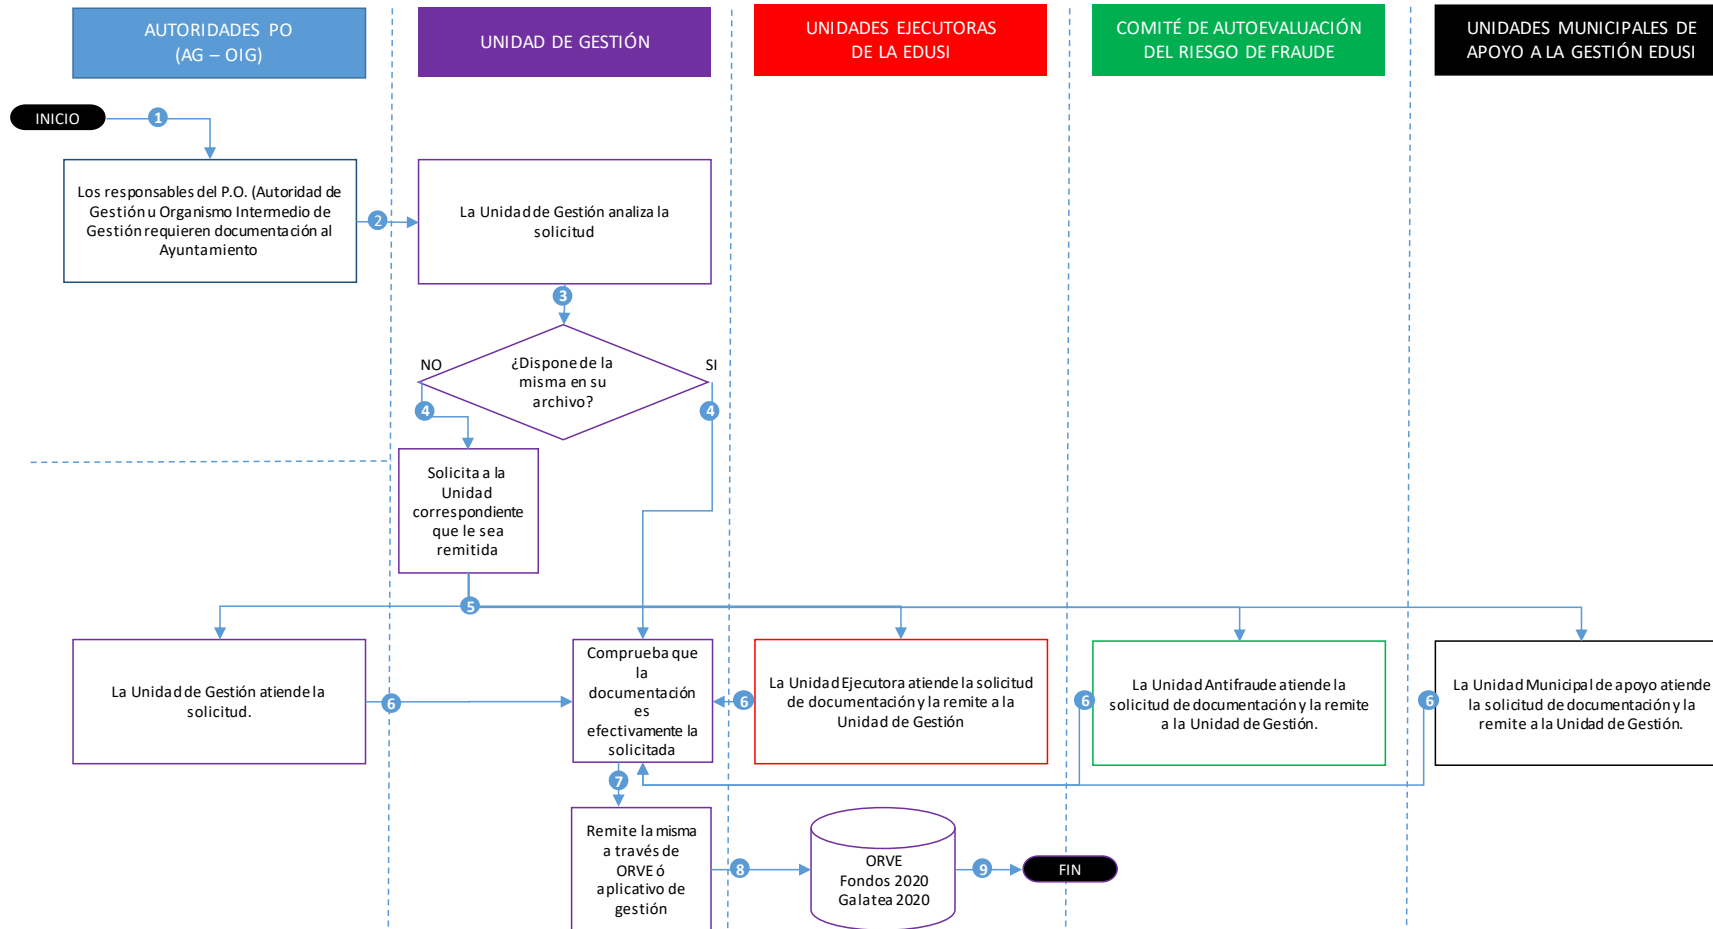 AUTORIDADES PO
(AG – OIG)
UNIDAD DE GESTIÓN
UNIDADES EJECUTORAS
DE LA EDUSI
COMITÉ DE AUTOEVALUACIÓN
DEL RIESGO DE FRAUDE
UNIDADES MUNICIPALES DE
APOYO A LA GESTIÓN EDUSI
INICIO
1
Los responsables del P.O. (Autoridad de
Gestión u Organismo Intermedio de
Gestión requieren documentación al
Ayuntamiento
2
La Unidad de Gestión analiza la
solicitud
3
¿Dispone de la
misma en su
archivo?
NO
SI
4
4
Solicita a la
Unidad
correspondiente
que le sea
remitida
5
La Unidad de Gestión atiende la
solicitud.
6
Comprueba que
la
documentación
es
efectivamente la
solicitada
6
La Unidad Ejecutora atiende la solicitud
de documentación y la remite a la
Unidad de Gestión
6
La Unidad Antifraude atiende la
solicitud de documentación y la remite
a la Unidad de Gestión.
6
La Unidad Municipal de apoyo atiende
la solicitud de documentación y la
remite a la Unidad de Gestión.
7
Remite la misma
a través de
ORVE ó
aplicativo de
gestión
8
ORVE
Fondos 2020
Galatea 2020
9
FIN